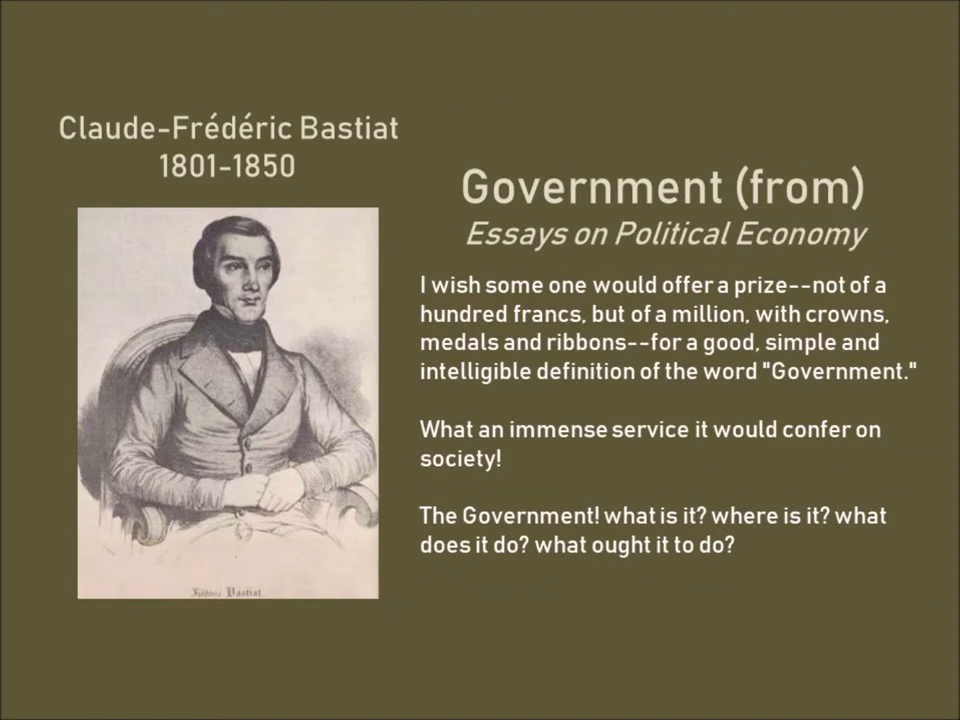 Claude-Frédéric Bastiat
1801-1850
Government (from)
Essays on Political Economy
I wish some one would offer a prize--not of a
hundred francs, but of a million, with crowns,
medals and ribbons--for a good, simple and
intelligible definition of the word "Government."
What an immense service it would confer on
society!
The Government! what is it? where is it? what
does it do? what ought it to do?
Bastiat